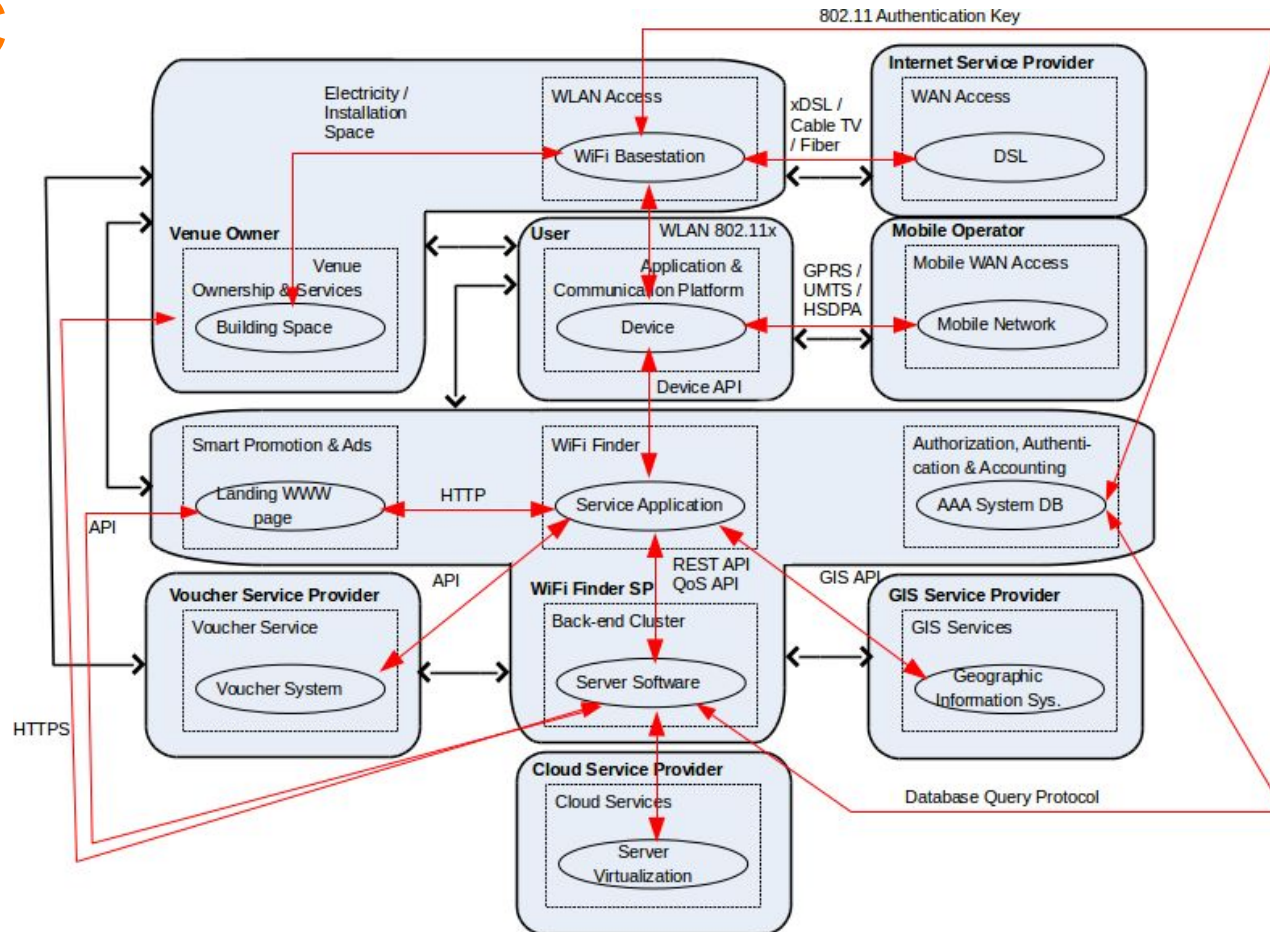 802.11 Authentication Key
Internet Service Provider
Electricity /
Installation
Space
WLAN Access
WiFi Basestation
xDSL /
Cable TV
/ Fiber
WAN Access
DSL
Venue Owner
Venue
Ownership & Services
Building Space
User
WLAN 802.11x
Application &
Communication Platform
Device
GPRS /
UMTS /
HSDPA
Mobile Operator
Mobile WAN Access
Mobile Network
Device API
Smart Promotion & Ads
Landing WWW
page
HTTP
WiFi Finder
Service Application
Authorization, Authenti-
cation & Accounting
AAA System DB
API
API
REST API
QoS API
GIS API
Voucher Service Provider
Voucher Service
Voucher System
WiFi Finder SP
Back-end Cluster
Server Software
GIS Service Provider
GIS Services
Geographic
Information Sys.
HTTPS
Cloud Service Provider
Cloud Services
Server
Virtualization
Database Query Protocol